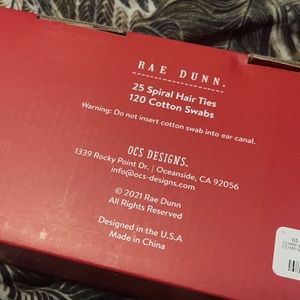 RAE DUNN.
25 Spiral Hair Ties
120 Cotton Swabs
Warning: Do not insert cotton swab into ear canal.
OCS DESIGNS.
1339 Rocky Point Dr. | Oceanside, CA 92056
info@ocs-designs.com
© 2021 Rae Dunn
All Rights Reserved
Designed in the U.S.A
Made in China